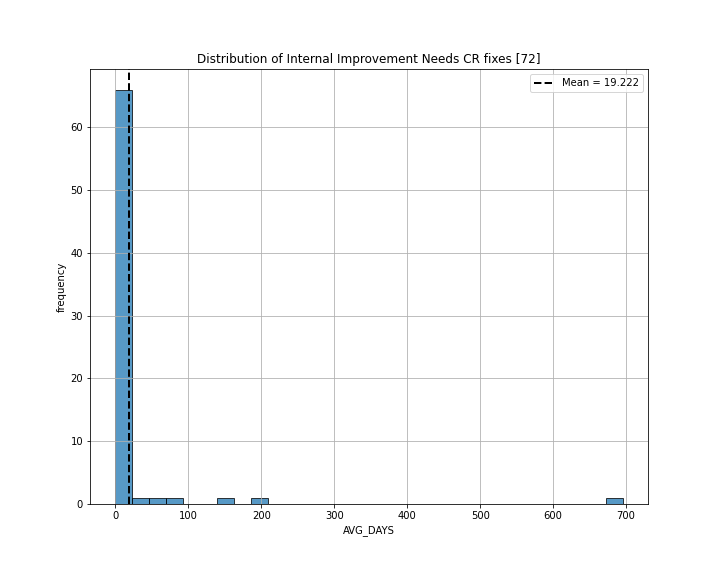 Distribution of Internal Improvement Needs CR fixes [72]
Mean = 19.222
frequency
60
50
40
30
20
10
0
0 100 200 300 400 500 600 700
AVG_DAYS